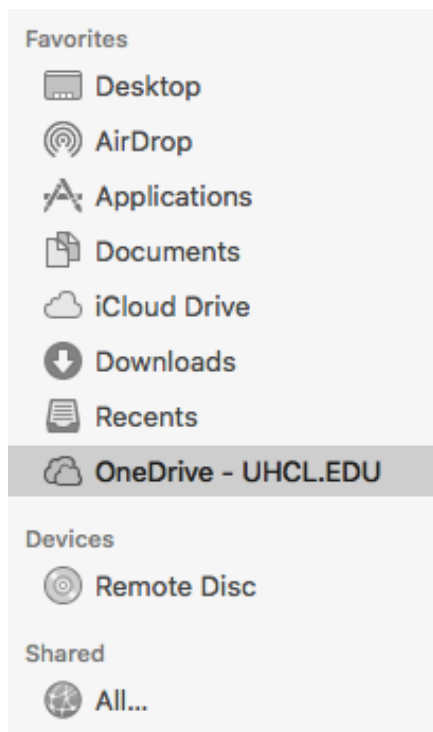 Favorites
Desktop
AirDrop
Applications
Documents
iCloud Drive
Downloads
Recents
OneDrive - UHCL.EDU
Devices
Remote Disc
Shared
All...